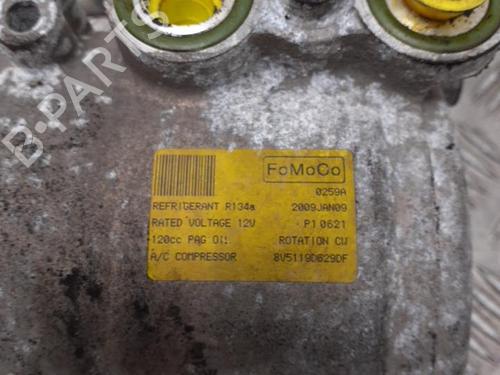 B-PARTS
FoMoCo
0259A
REFRIGERANT R134a 2009JAN09
RATED VOLTAGE 12V P1 0621
120cc PAG OIL ROTATION CW
A/C COMPRESSOR 8V5119D629DF